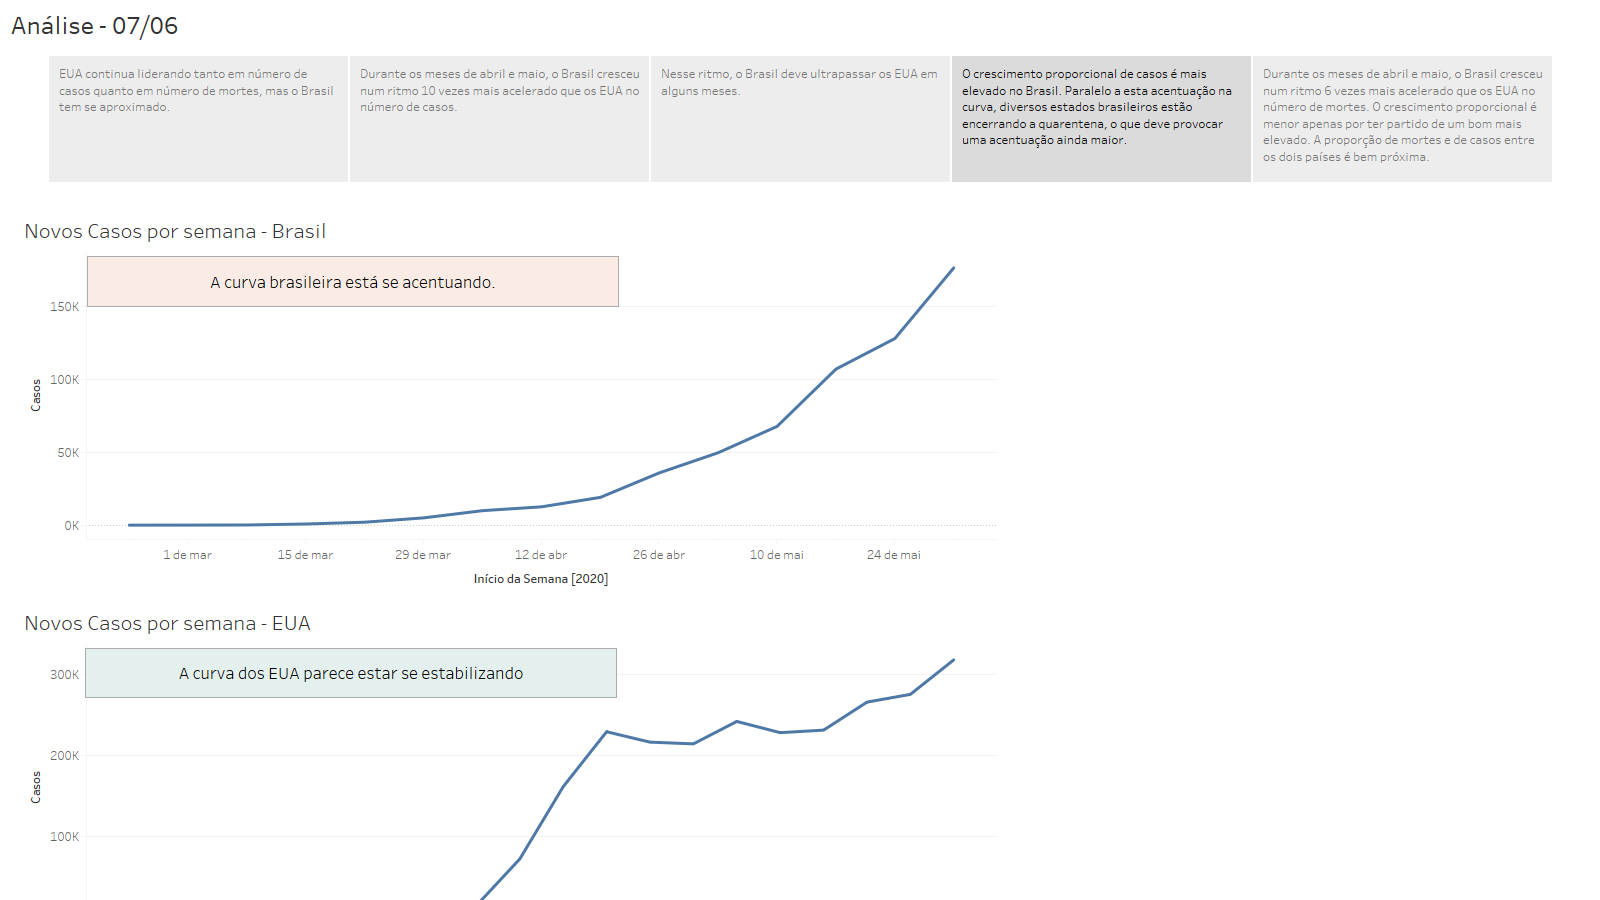 Análise - 07/06
EUA continua liderando tanto em número de
casos quanto em número de mortes, mas o Brasil
tem se aproximado.
Durante os meses de abril e maio, o Brasil cresceu
num ritmo 10 vezes mais acelerado que os EUA no
número de casos.
Nesse ritmo, o Brasil deve ultrapassar os EUA em
alguns meses.
O crescimento proporcional de casos é mais
elevado no Brasil. Paralelo a esta acentuação na
curva, diversos estados brasileiros estão
encerrando a quarentena, o que deve provocar
uma acentuação ainda maior.
Durante os meses de abril e maio, o Brasil cresceu
num ritmo 6 vezes mais acelerado que os EUA no
número de mortes. O crescimento proporcional é
menor apenas por ter partido de um bom mais
elevado. A proporção de mortes e de casos entre
os dois países é bem próxima.
Novos Casos por semana - Brasil
A curva brasileira está se acentuando.
150K
100K
50K
0K
Casos
1 de mar
15 de mar
29 de mar
12 de abr
26 de abr
10 de mai
24 de mai
Início da Semana [2020]
Novos Casos por semana - EUA
A curva dos EUA parece estar se estabilizando
300K
200K
100K
Casos